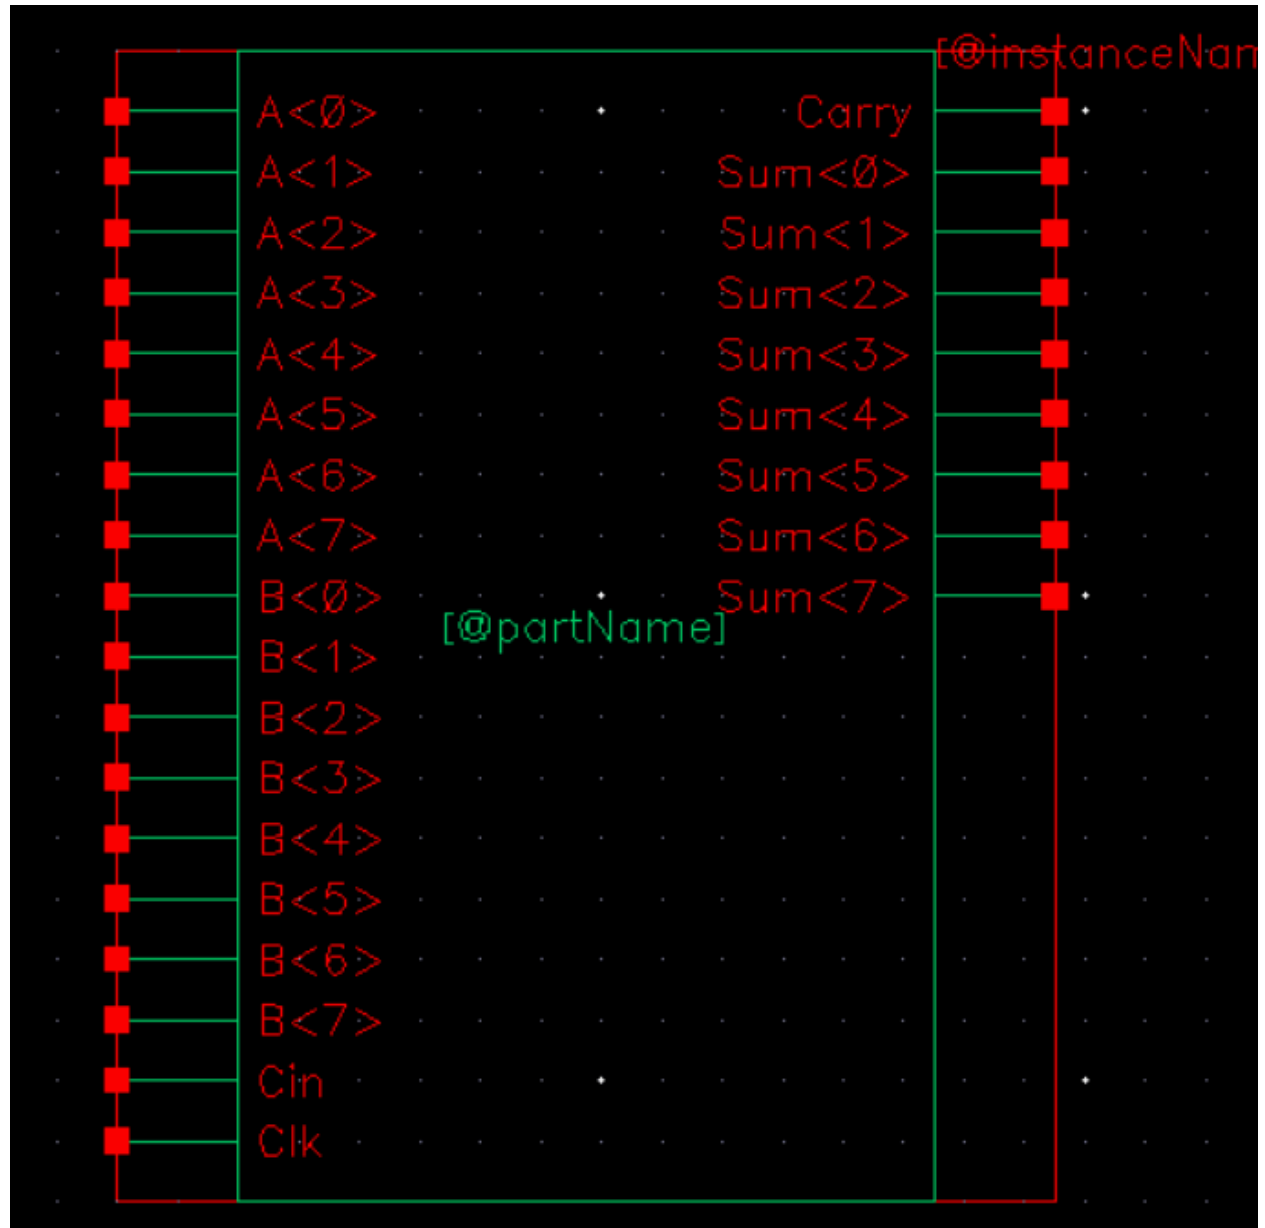 [@instanceNam
A<0> Carry
A<1> Sum<0>
A<2> Sum<1>
A<3> Sum<2>
A<4> Sum<3>
A<5> Sum<4>
A<6> Sum<5>
A<7> Sum<6>
B<0> Sum<7>
[@partName]
B<1>
B<2>
B<3>
B<4>
B<5>
B<6>
B<7>
Cin
Clk